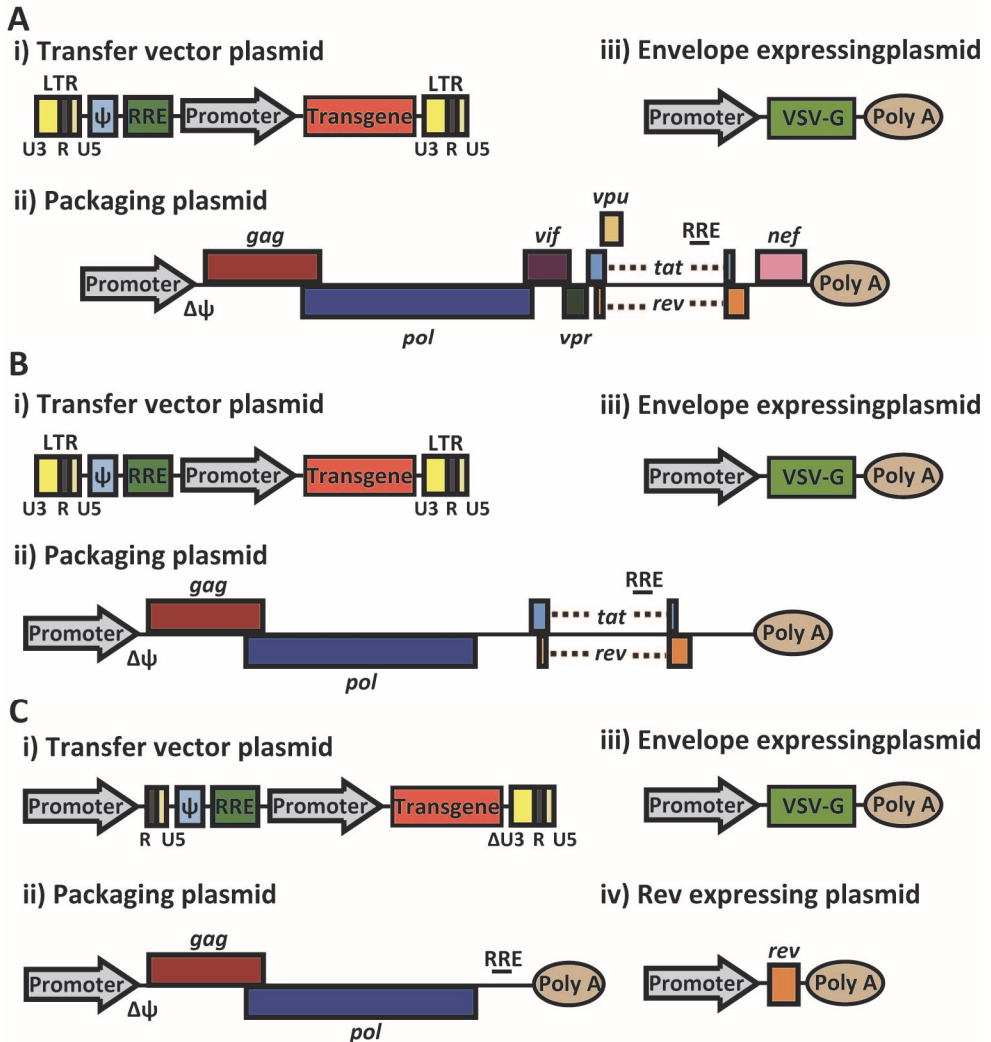 A
i) Transfer vector plasmid
LTR LTR
ψ RRE Promoter Transgene
U3 R U5 U3 R U5
iii) Envelope expressingplasmid
Promoter VSV-G Poly A
ii) Packaging plasmid
vpu
gag vif RRE nef
Promoter tat Poly A
Δψ rev
pol vpr
B
i) Transfer vector plasmid
LTR LTR
ψ RRE Promoter Transgene
U3 R U5 U3 R U5
iii) Envelope expressingplasmid
Promoter VSV-G Poly A
ii) Packaging plasmid
gag RRE
Promoter tat Poly A
Δψ rev
pol
C
i) Transfer vector plasmid
Promoter ψ RRE Promoter Transgene
R U5 ΔU3 R U5
iii) Envelope expressingplasmid
Promoter VSV-G Poly A
ii) Packaging plasmid
gag RRE
Promoter Poly A
Δψ
pol
iv) Rev expressing plasmid
rev
Promoter Poly A